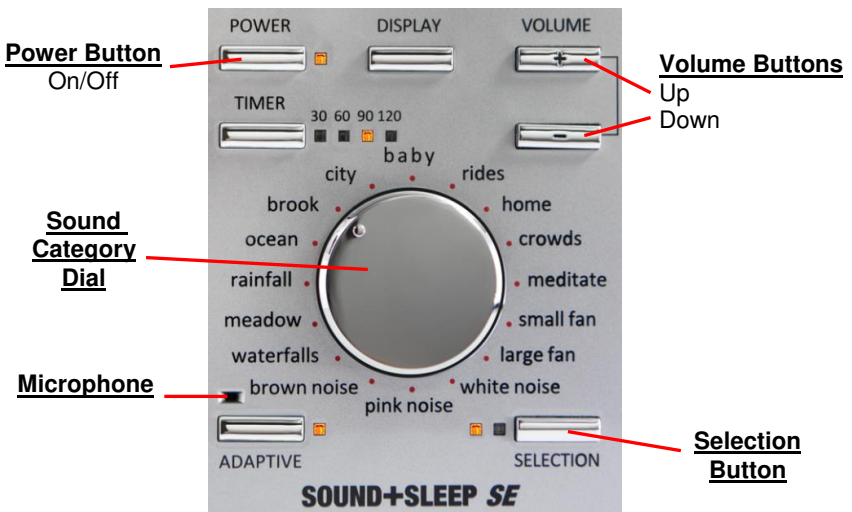 POWER
DISPLAY
VOLUME
Power Button
On/Off
Volume Buttons
Up
Down
+
TIMER
30 60 90 120
-
baby
city
rides
brook
home
Sound
Category
Dial
ocean
crowds
rainfall
meditate
meadow
small fan
waterfalls
large fan
Microphone
brown noise
white noise
pink noise
ADAPTIVE
SELECTION
Selection
Button
SOUND+SLEEP SE